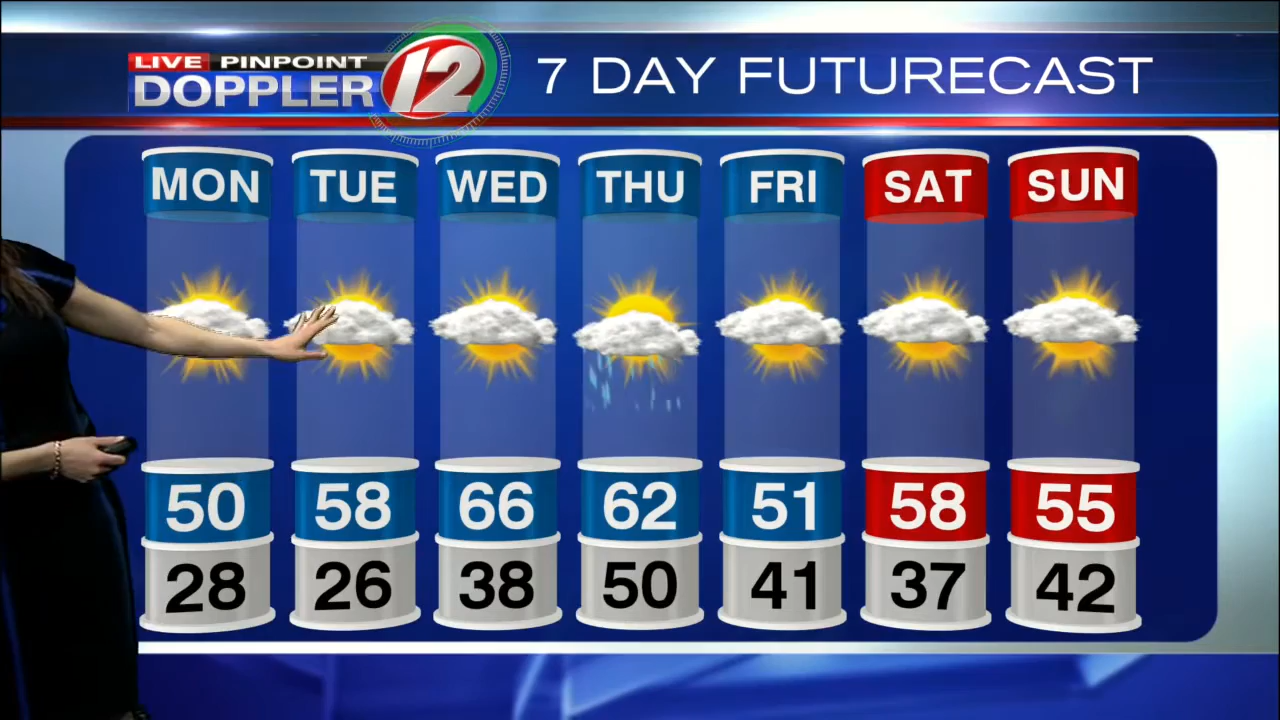 LIVE PINPOINT
DOPPLER 12
7 DAY FUTURECAST
MON TUE WED THU FRI SAT SUN
50 58 66 62 51 58 55
28 26 38 50 41 37 42